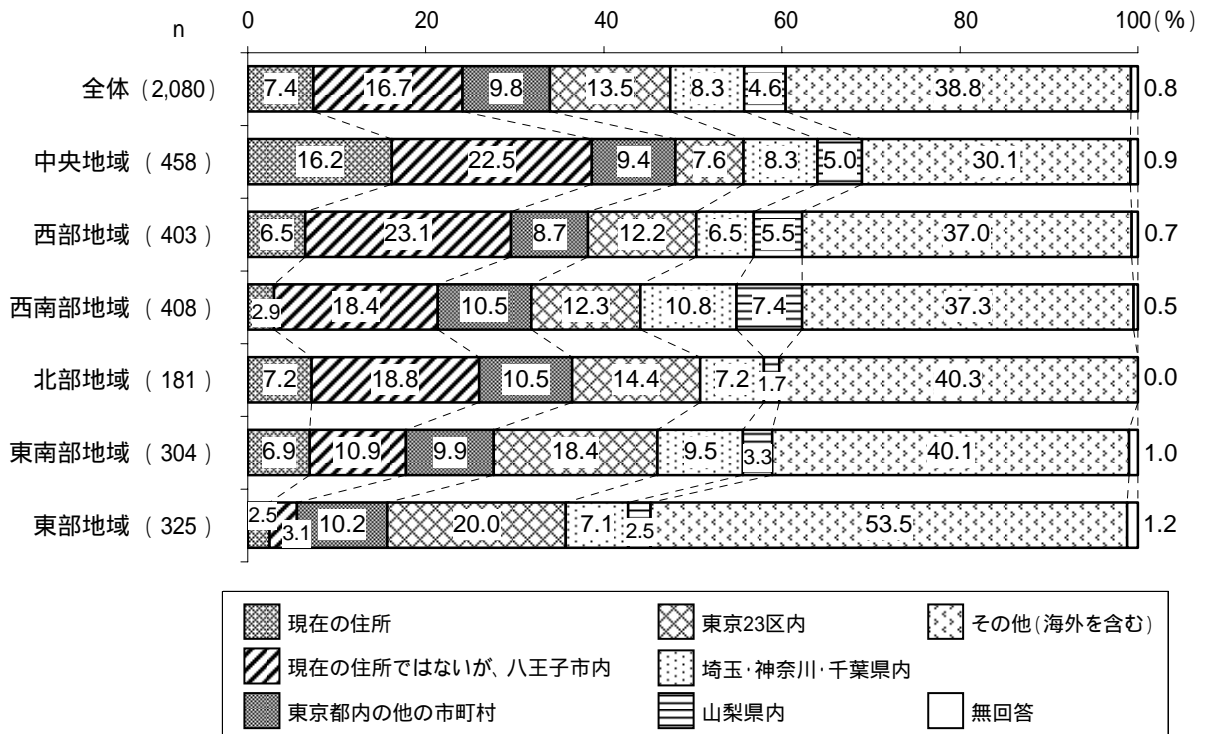 0 20 40 60 80 100(%)
n
全体 (2,080) 7.4 16.7 9.8 13.5 8.3 4.6 38.8 0.8
中央地域 ( 458) 16.2 22.5 9.4 7.6 8.3 5.0 30.1 0.9
西部地域 ( 403) 6.5 23.1 8.7 12.2 6.5 5.5 37.0 0.7
西南部地域 ( 408) 2.9 18.4 10.5 12.3 10.8 7.4 37.3 0.5
北部地域 ( 181) 7.2 18.8 10.5 14.4 7.2 1.7 40.3 0.0
東南部地域 ( 304) 6.9 10.9 9.9 18.4 9.5 3.3 40.1 1.0
東部地域 ( 325) 2.5 3.1 10.2 20.0 7.1 2.5 53.5 1.2
現在の住所 東京23区内 その他(海外を含む)
現在の住所ではないが、八王子市内 埼玉・神奈川・千葉県内
東京都内の他の市町村 山梨県内 無回答